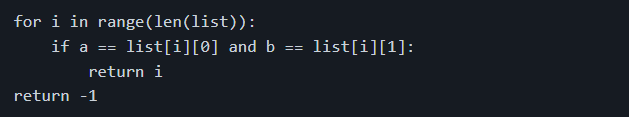 for i in range(len(list)):
    if a == list[i][0] and b == list[i][1]:
        return i
return -1